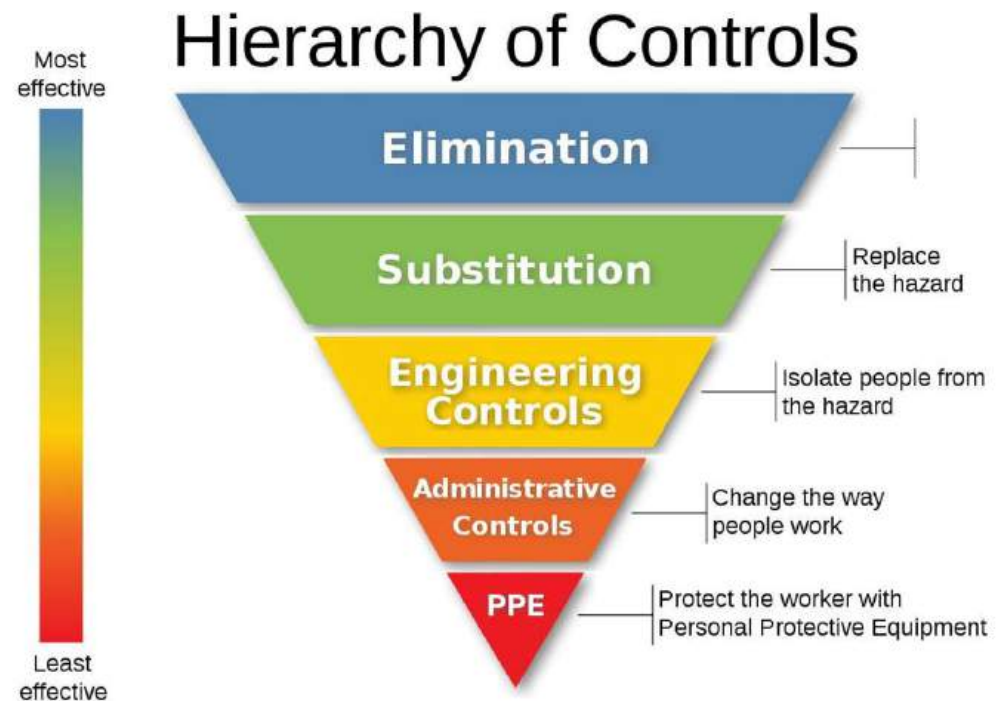 Hierarchy of Controls
Most
effective
Elimination
Substitution
Replace
the hazard
Engineering
Controls
Isolate people from
the hazard
Administrative
Controls
Change the way
people work
PPE
Protect the worker with
Personal Protective Equipment
Least
effective